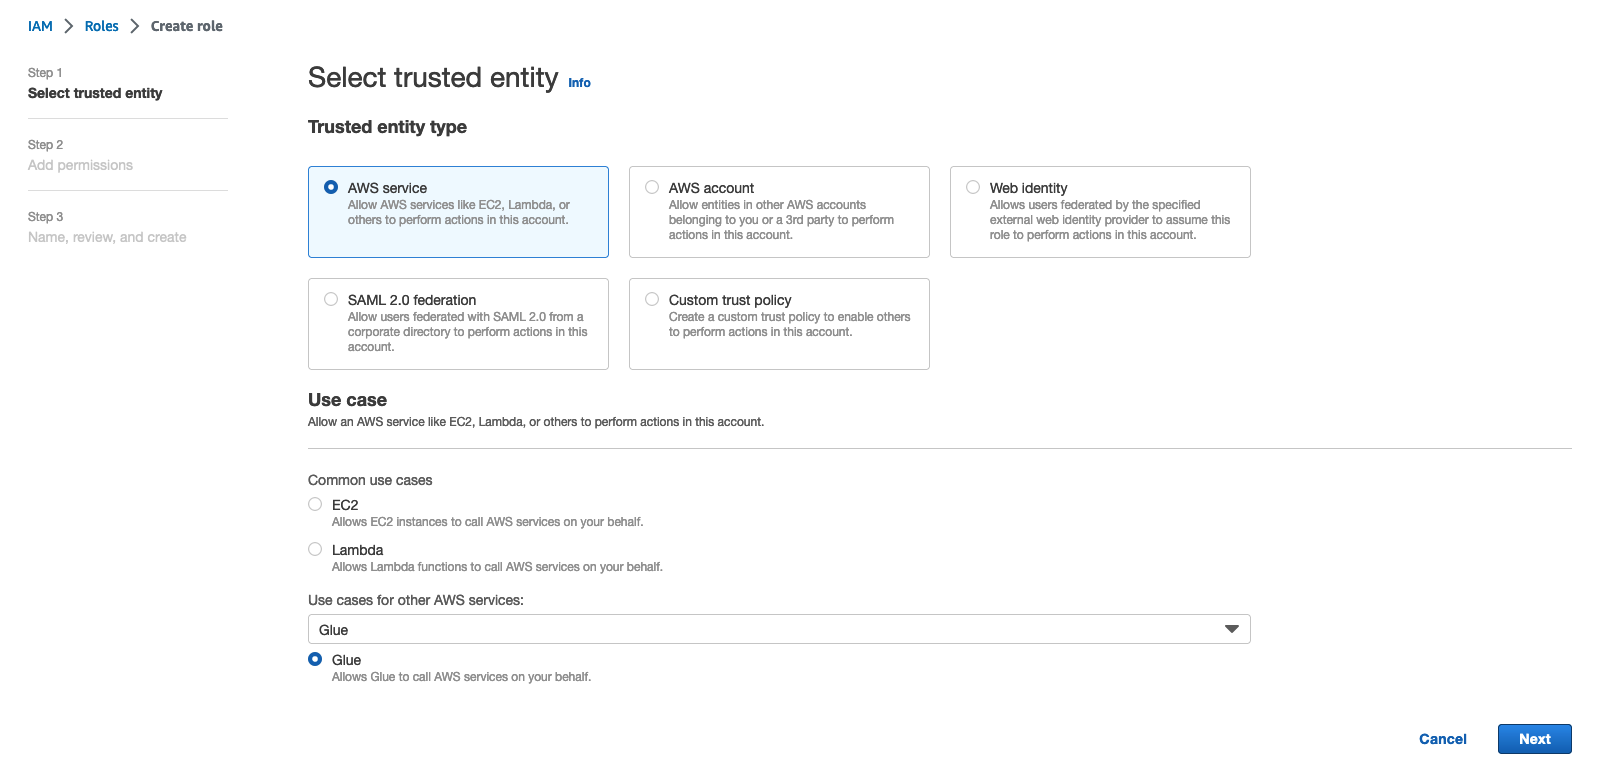 IAM > Roles > Create role
Step 1
Select trusted entity
Step 2
Add permissions
Step 3
Name, review, and create
Select trusted entity Info
Trusted entity type
AWS service
Allow AWS services like EC2, Lambda, or
others to perform actions in this account.
AWS account
Allow entities in other AWS accounts
belonging to you or a 3rd party to perform
actions in this account.
Web identity
Allows users federated by the specified
external web identity provider to assume this
role to perform actions in this account.
SAML 2.0 federation
Allow users federated with SAML 2.0 from a
corporate directory to perform actions in this
account.
Custom trust policy
Create a custom trust policy to enable others
to perform actions in this account.
Use case
Allow an AWS service like EC2, Lambda, or others to perform actions in this account.
Common use cases
EC2
Allows EC2 instances to call AWS services on your behalf.
Lambda
Allows Lambda functions to call AWS services on your behalf.
Use cases for other AWS services:
Glue
Glue
Allows Glue to call AWS services on your behalf.
Cancel
Next